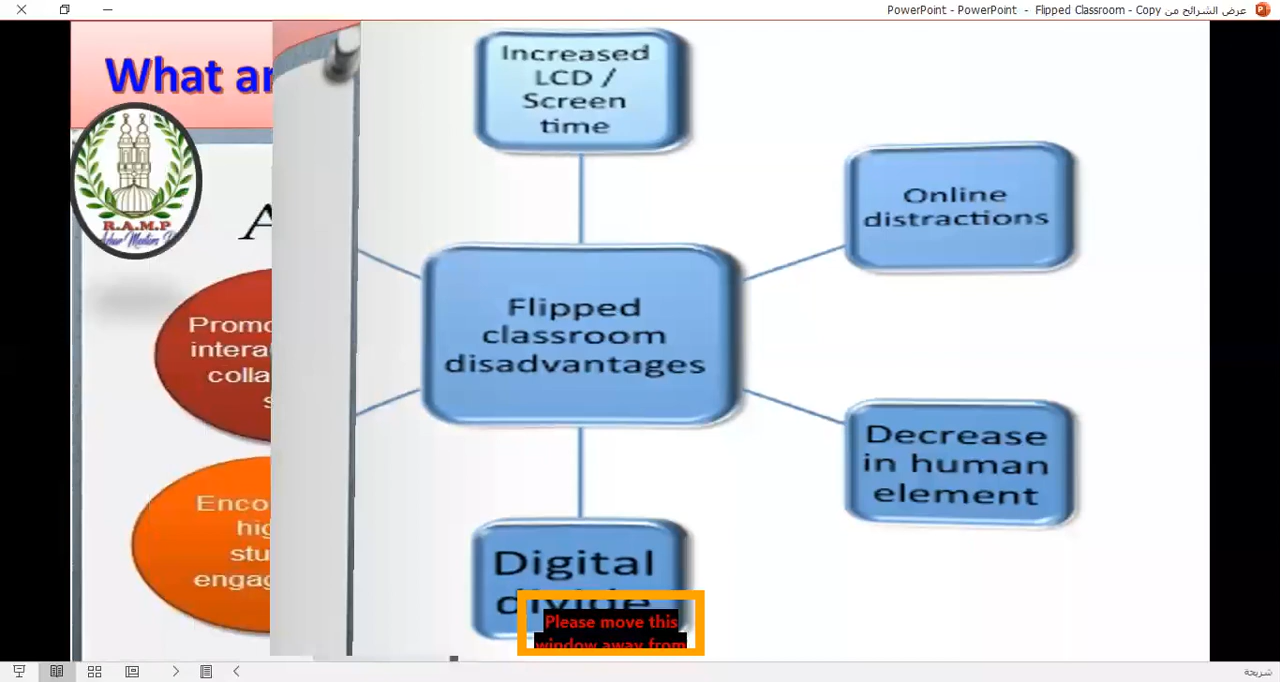 PowerPoint - PowerPoint - Flipped Classroom - Copy عرض الشرائح من
What
A
R.A.M.P
Increased
LCD /
Screen
time
Online
distractions
Flipped
classroom
disadvantages
Decrease
in human
element
Digital
divide
Please move this
window away from
شريحة